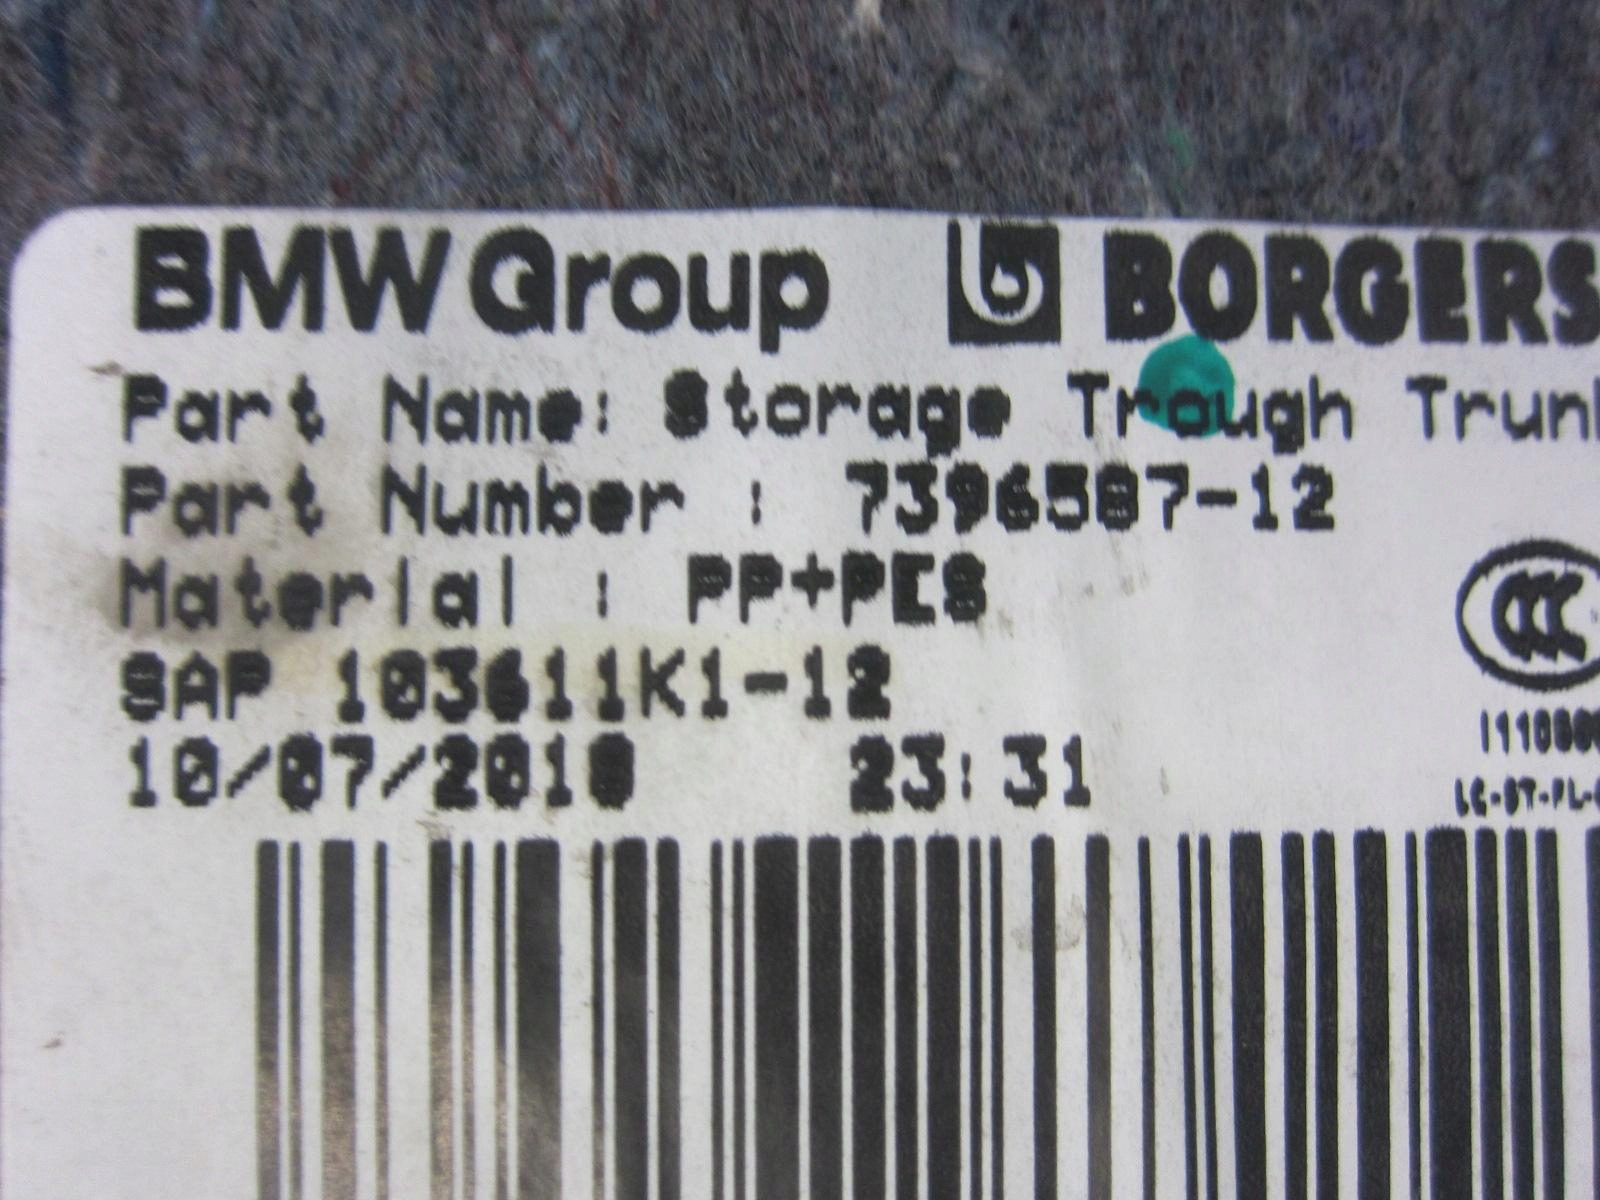 BMW Group BORGERS
Part Name: Storage Trough Trun
Part Number : 7396587-12
Material : PP+PES
SAP 103611K1-12
10/07/2018 23:31